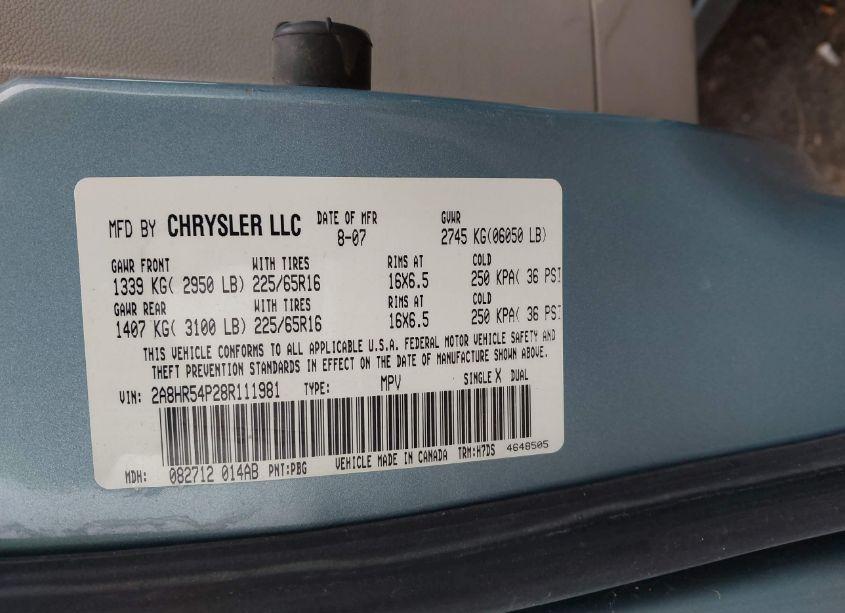 MFD BY CHRYSLER LLC DATE OF MFR 8-07 GVWR 2745 KG(06050 LB)
GAWR FRONT WITH TIRES RIMS AT COLD
1339 KG( 2950 LB) 225/65R16 16X6.5 250 KPA( 36 PSI
GAWR REAR WITH TIRES RIMS AT COLD
1407 KG( 3100 LB) 225/65R16 16X6.5 250 KPA( 36 PSI
THIS VEHICLE CONFORMS TO ALL APPLICABLE U.S.A. FEDERAL MOTOR VEHICLE SAFETY AND
THEFT PREVENTION STANDARDS IN EFFECT ON THE DATE OF MANUFACTURE SHOWN ABOVE.
VIN: 2A8HR54P28R111981 TYPE: MPV SINGLE X DUAL
MDH: 082712 014AB PNT:PBG VEHICLE MADE IN CANADA TRM:H7DS 4648505